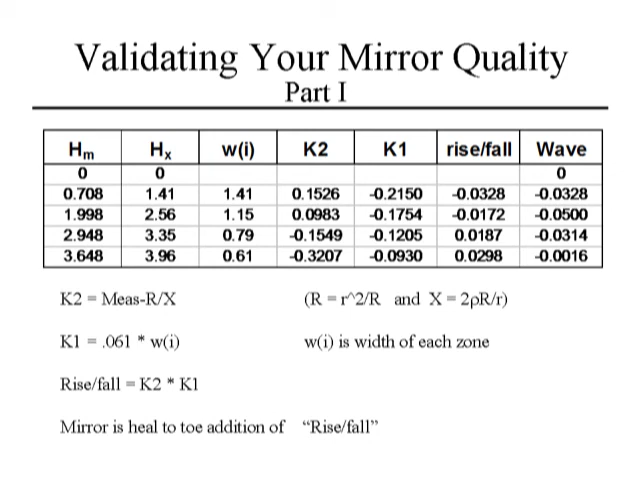 Validating Your Mirror Quality
Part I
Hm Hx w(i) K2 K1 rise/fall Wave
0 0 0
0.708 1.41 1.41 0.1526 -0.2150 -0.0328 -0.0328
1.998 2.56 1.15 0.0983 -0.1754 -0.0172 -0.0500
2.948 3.35 0.79 -0.1549 -0.1205 0.0187 -0.0314
3.648 3.96 0.61 -0.3207 -0.0930 0.0298 -0.0016
K2 = Meas-R/X (R = r^2/R and X = 2ρR/r)
K1 = .061 * w(i) w(i) is width of each zone
Rise/fall = K2 * K1
Mirror is heal to toe addition of “Rise/fall”